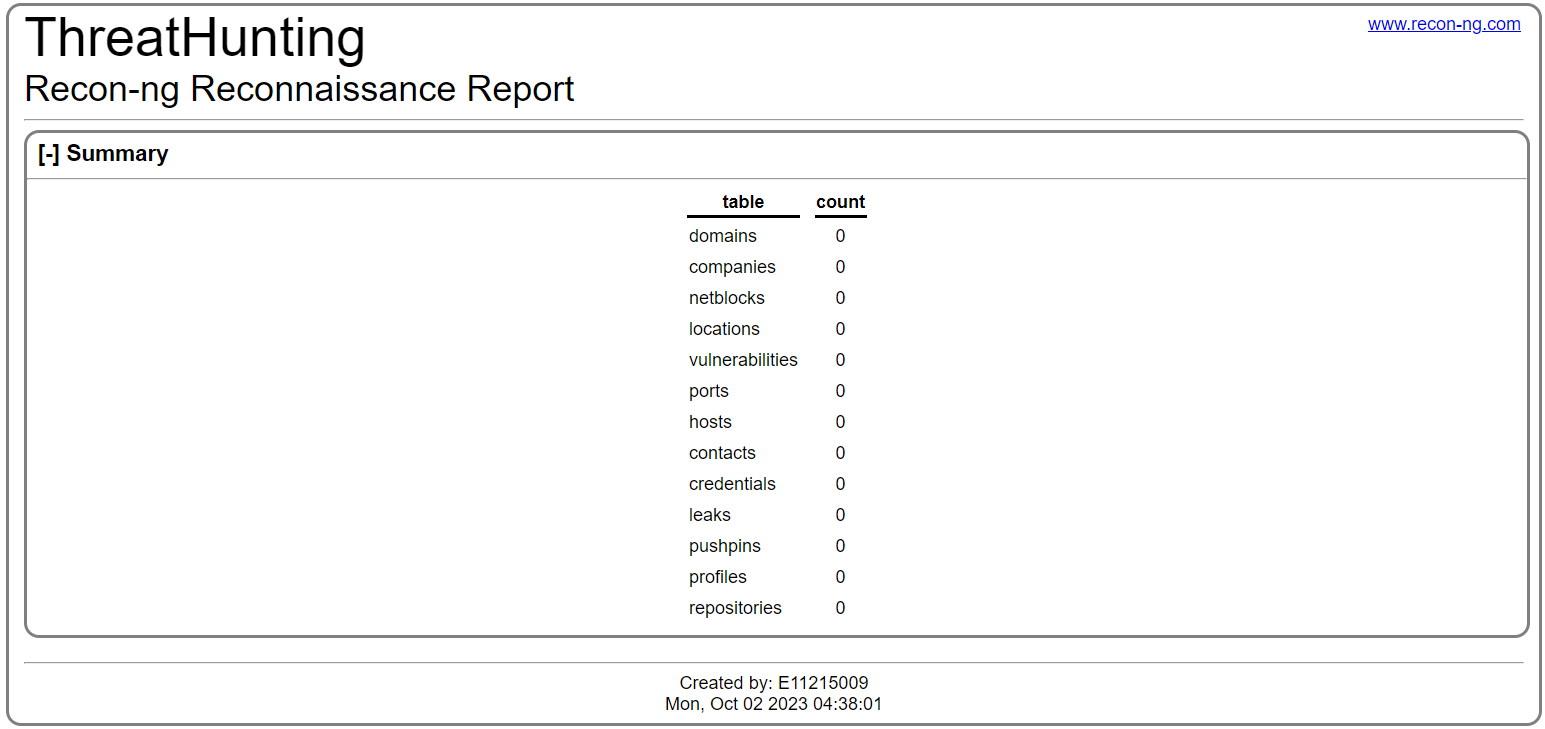 ThreatHunting
www.recon-ng.com
Recon-ng Reconnaissance Report
[-] Summary
table count
domains 0
companies 0
netblocks 0
locations 0
vulnerabilities 0
ports 0
hosts 0
contacts 0
credentials 0
leaks 0
pushpins 0
profiles 0
repositories 0
Created by: E11215009
Mon, Oct 02 2023 04:38:01